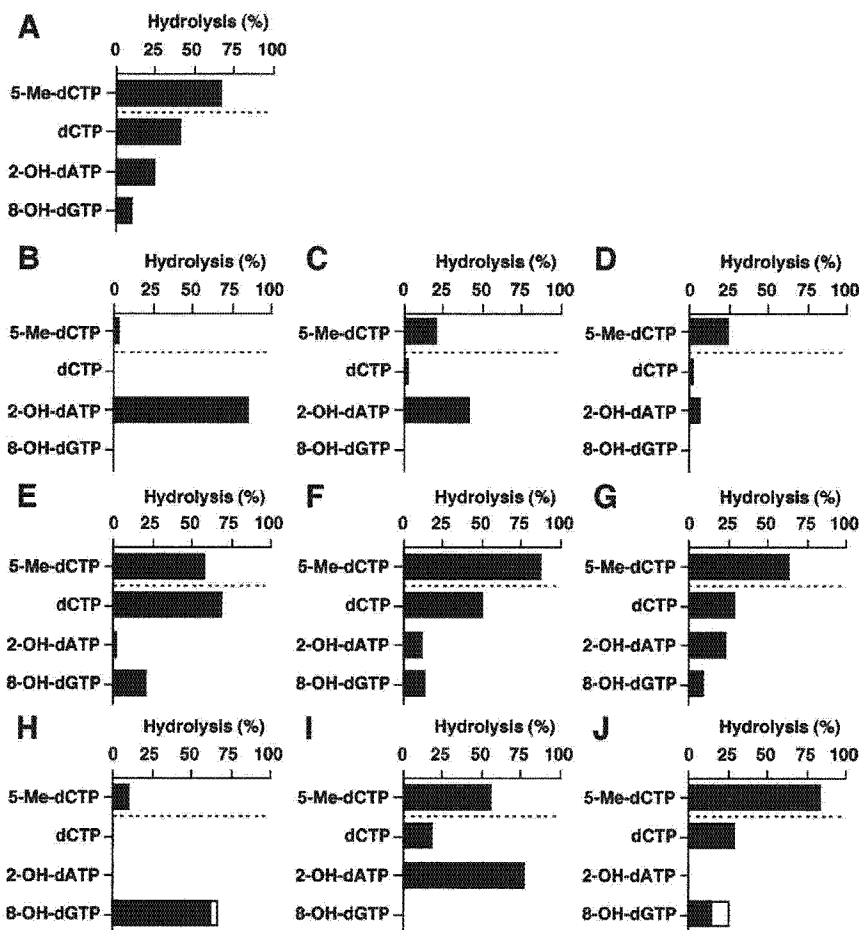 A
Hydrolysis (%)
0 25 50 75 100
5-Me-dCTP
dCTP
2-OH-dATP
8-OH-dGTP
B
Hydrolysis (%)
0 25 50 75 100
5-Me-dCTP
dCTP
2-OH-dATP
8-OH-dGTP
C
Hydrolysis (%)
0 25 50 75 100
5-Me-dCTP
dCTP
2-OH-dATP
8-OH-dGTP
D
Hydrolysis (%)
0 25 50 75 100
5-Me-dCTP
dCTP
2-OH-dATP
8-OH-dGTP
E
Hydrolysis (%)
0 25 50 75 100
5-Me-dCTP
dCTP
2-OH-dATP
8-OH-dGTP
F
Hydrolysis (%)
0 25 50 75 100
5-Me-dCTP
dCTP
2-OH-dATP
8-OH-dGTP
G
Hydrolysis (%)
0 25 50 75 100
5-Me-dCTP
dCTP
2-OH-dATP
8-OH-dGTP
H
Hydrolysis (%)
0 25 50 75 100
5-Me-dCTP
dCTP
2-OH-dATP
8-OH-dGTP
I
Hydrolysis (%)
0 25 50 75 100
5-Me-dCTP
dCTP
2-OH-dATP
8-OH-dGTP
J
Hydrolysis (%)
0 25 50 75 100
5-Me-dCTP
dCTP
2-OH-dATP
8-OH-dGTP